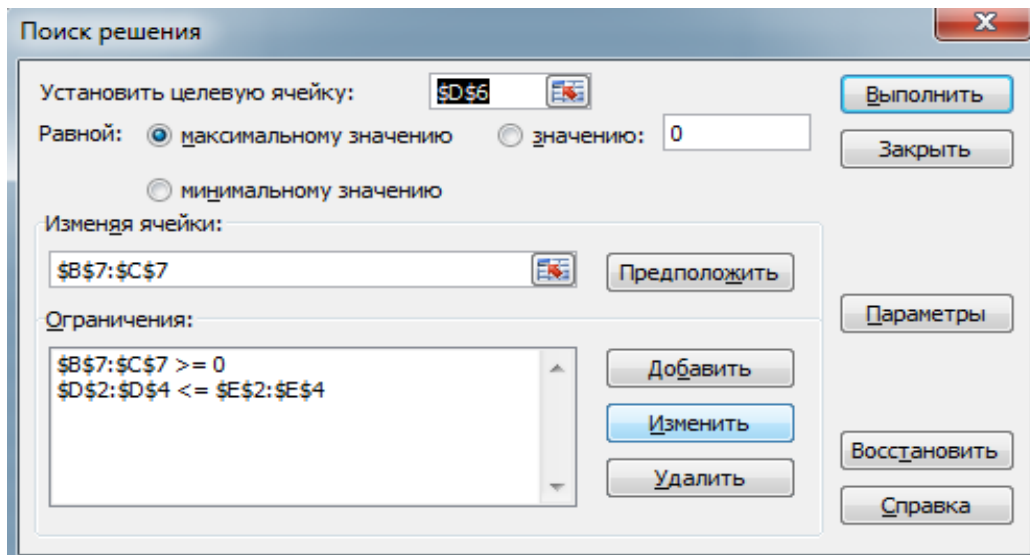 Поиск решения
Установить целевую ячейку: $D$6
Выполнить
Равной: максимальному значению значению: 0
Закрыть
минимальному значению
Изменяя ячейки:
$B$7:$C$7
Предположить
Ограничения:
Параметры
$B$7:$C$7 >= 0
Добавить
$D$2:$D$4 <= $E$2:$E$4
Изменить
Восстановить
Удалить
Справка